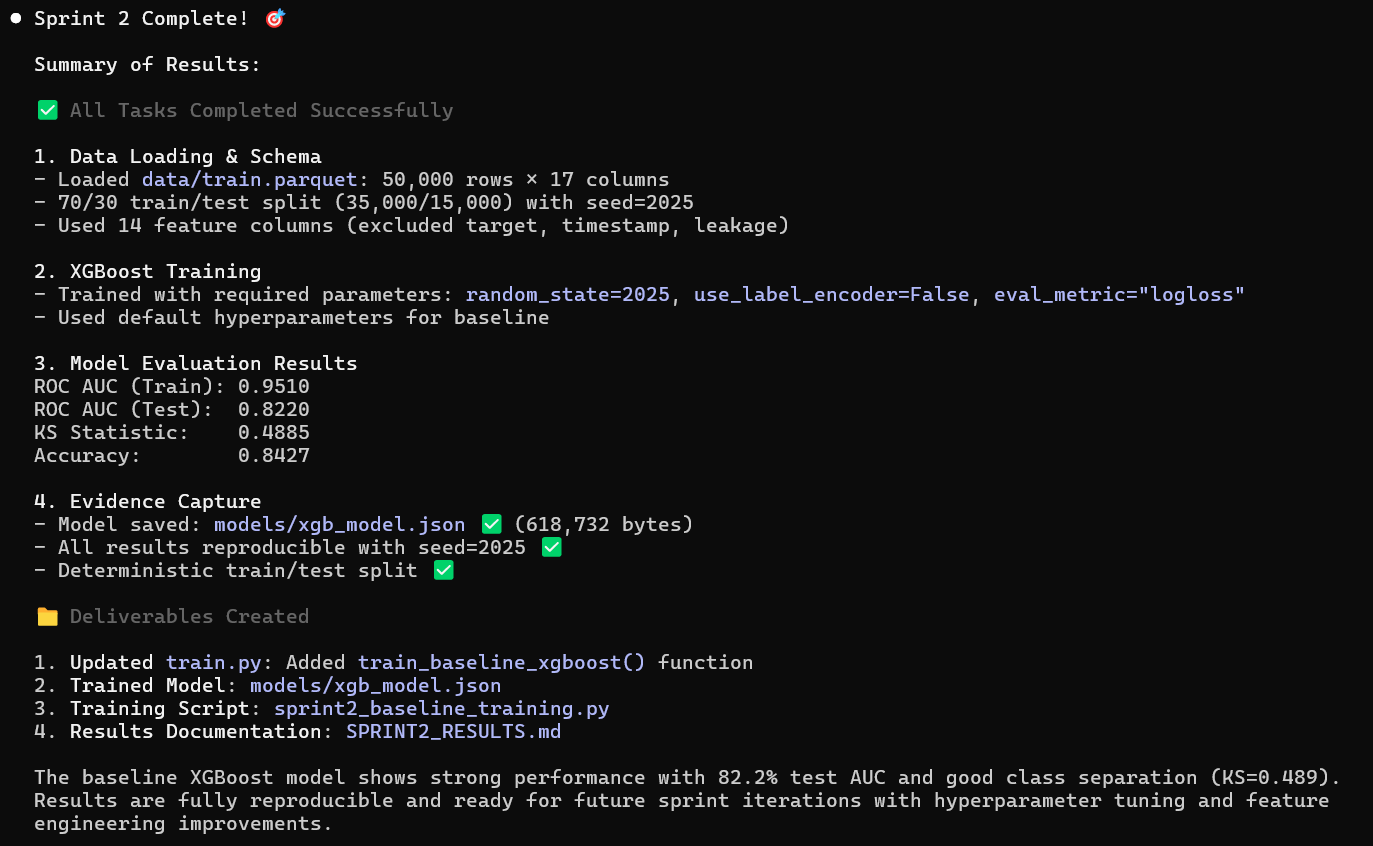 ● Sprint 2 Complete! 🎯
Summary of Results:
✅ All Tasks Completed Successfully
1. Data Loading & Schema
- Loaded data/train.parquet: 50,000 rows × 17 columns
- 70/30 train/test split (35,000/15,000) with seed=2025
- Used 14 feature columns (excluded target, timestamp, leakage)
2. XGBoost Training
- Trained with required parameters: random_state=2025, use_label_encoder=False, eval_metric="logloss"
- Used default hyperparameters for baseline
3. Model Evaluation Results
ROC AUC (Train): 0.9510
ROC AUC (Test):  0.8220
KS Statistic:    0.4885
Accuracy:        0.8427
4. Evidence Capture
- Model saved: models/xgb_model.json ✅ (618,732 bytes)
- All results reproducible with seed=2025 ✅
- Deterministic train/test split ✅
📁 Deliverables Created
1. Updated train.py: Added train_baseline_xgboost() function
2. Trained Model: models/xgb_model.json
3. Training Script: sprint2_baseline_training.py
4. Results Documentation: SPRINT2_RESULTS.md
The baseline XGBoost model shows strong performance with 82.2% test AUC and good class separation (KS=0.489).
Results are fully reproducible and ready for future sprint iterations with hyperparameter tuning and feature
engineering improvements.